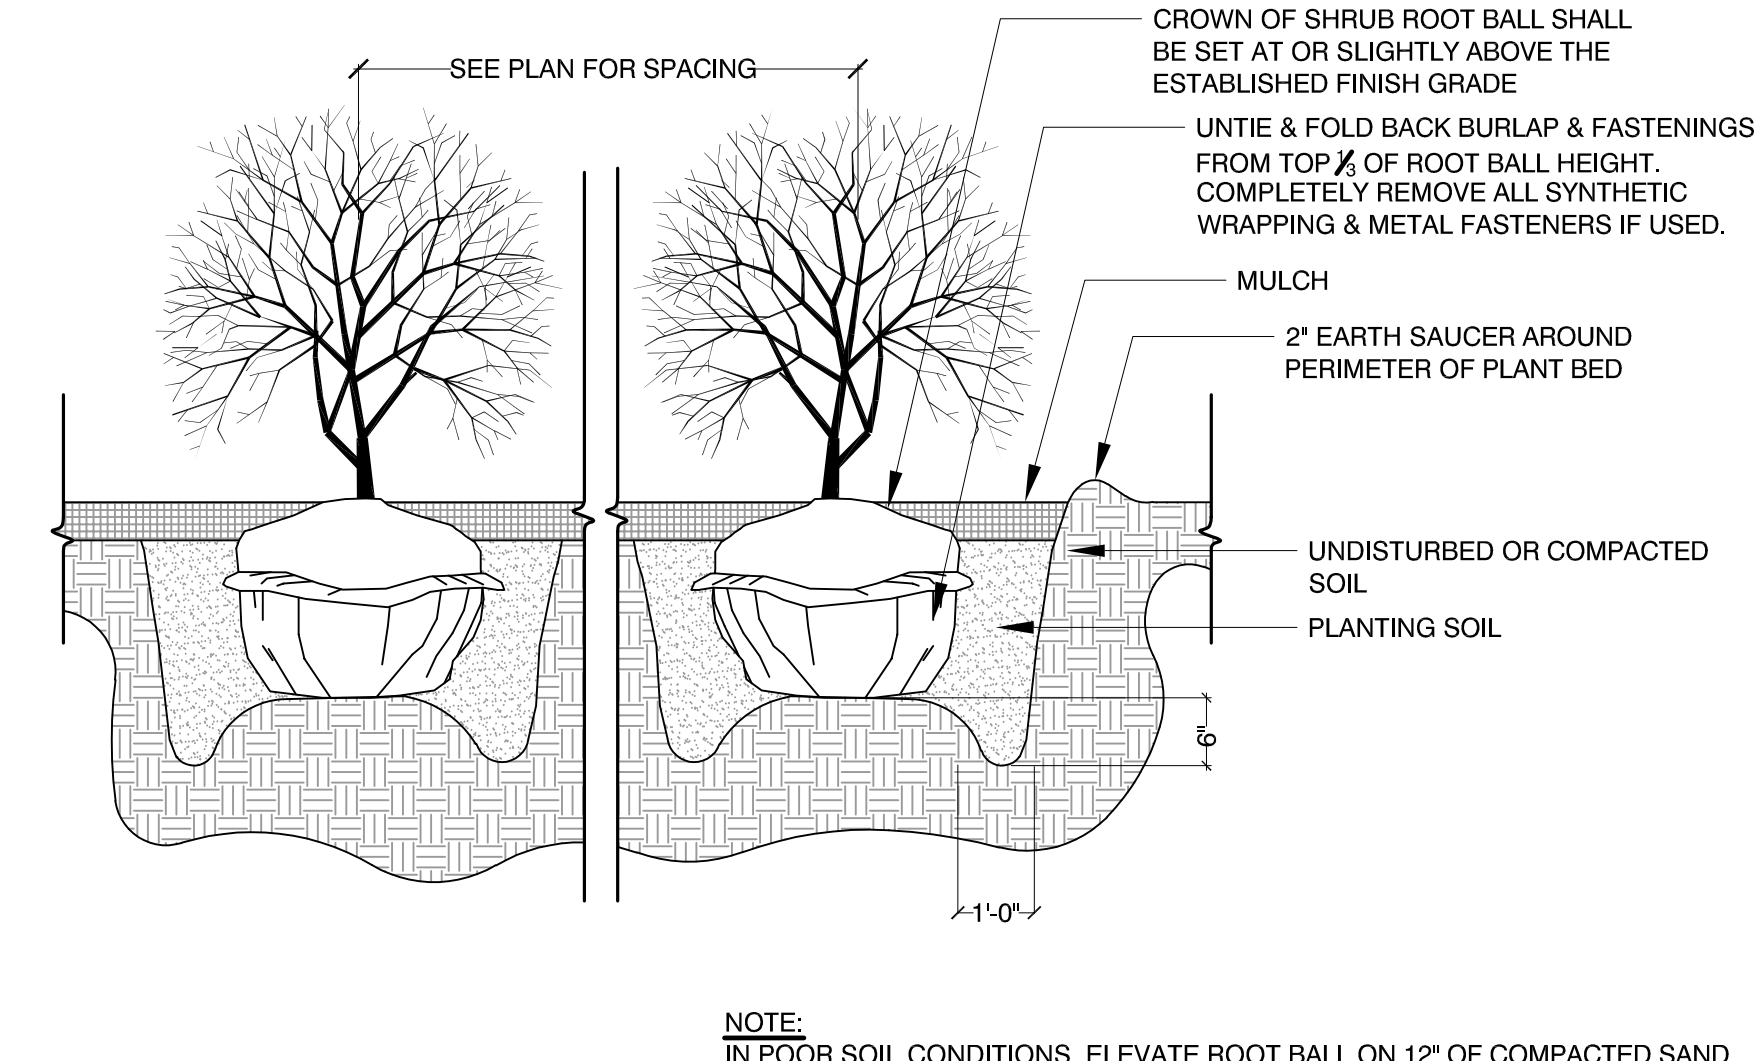 SEE PLAN FOR SPACING
CROWN OF SHRUB ROOT BALL SHALL
BE SET AT OR SLIGHTLY ABOVE THE
ESTABLISHED FINISH GRADE
UNTIE & FOLD BACK BURLAP & FASTENINGS
FROM TOP 1/3 OF ROOT BALL HEIGHT.
COMPLETELY REMOVE ALL SYNTHETIC
WRAPPING & METAL FASTENERS IF USED.
MULCH
2" EARTH SAUCER AROUND
PERIMETER OF PLANT BED
UNDISTURBED OR COMPACTED
SOIL
PLANTING SOIL
6"
1'-0"
NOTE:
IN POOR SOIL CONDITIONS, ELEVATE ROOT BALL ON 12" OF COMPACTED SAND